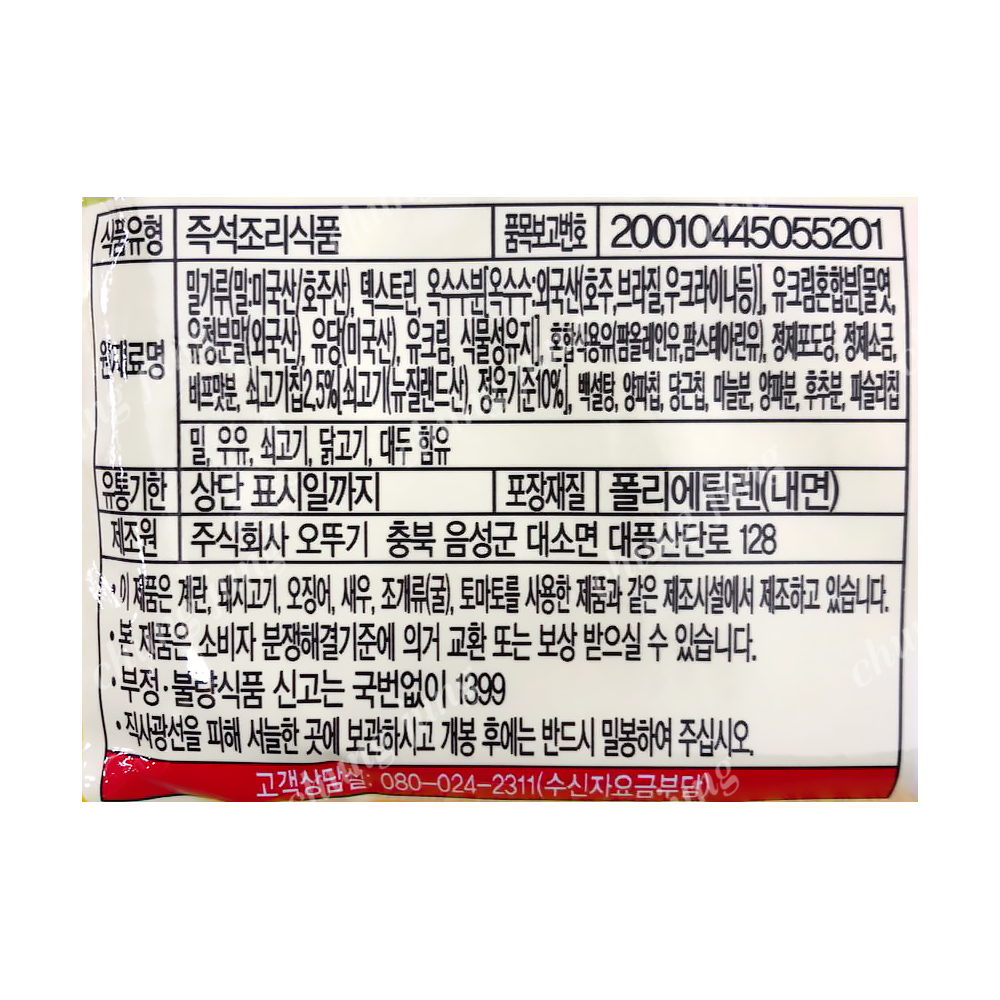 식품유형 즉석조리식품 품목보고번호 20010445055201
원재료명 밀가루(밀:미국산/호주산), 덱스트린, 옥수수분[옥수수:외국산(호주,브라질,우크라이나등)], 유크림혼합분[물엿,
유청분말(외국산), 유당(미국산), 유크림, 식물성유지], 혼합식용유(팜올레인유,팜스테아린유), 정제포도당, 정제소금,
비프맛분, 쇠고기칩2.5%[쇠고기(뉴질랜드산), 정육기준10%], 백설탕, 양파칩, 당근칩, 마늘분, 양파분, 후추분, 파슬리칩
밀, 우유, 쇠고기, 닭고기, 대두 함유
유통기한 상단 표시일까지 포장재질 폴리에틸렌(내면)
제조원 주식회사 오뚜기 충북 음성군 대소면 대풍산단로 128
• 이 제품은 계란, 돼지고기, 오징어, 새우, 조개류(굴), 토마토를 사용한 제품과 같은 제조시설에서 제조하고 있습니다.
• 본 제품은 소비자 분쟁해결기준에 의거 교환 또는 보상 받으실 수 있습니다.
• 부정·불량식품 신고는 국번없이 1399
• 직사광선을 피해 서늘한 곳에 보관하시고 개봉 후에는 반드시 밀봉하여 주십시오.
고객상담실: 080-024-2311(수신자요금부담)